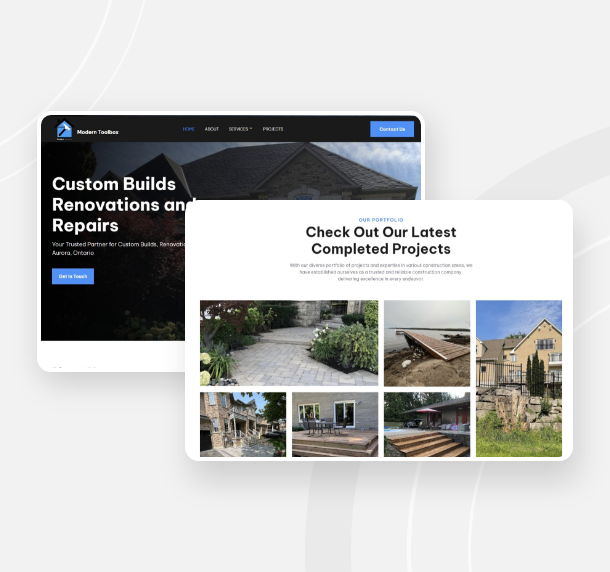 Modern Toolbox
HOME ABOUT SERVICES PROJECTS
Contact Us
Custom Builds
Renovations and
Repairs
Your Trusted Partner for Custom Builds, Renovatio
Aurora, Ontario
Get in Touch
OUR PORTFOLIO
Check Out Our Latest
Completed Projects
With our diverse portfolio of projects and expertise in various construction areas, we
have established ourselves as a trusted and reliable construction company
delivering excellence in every endeavor.